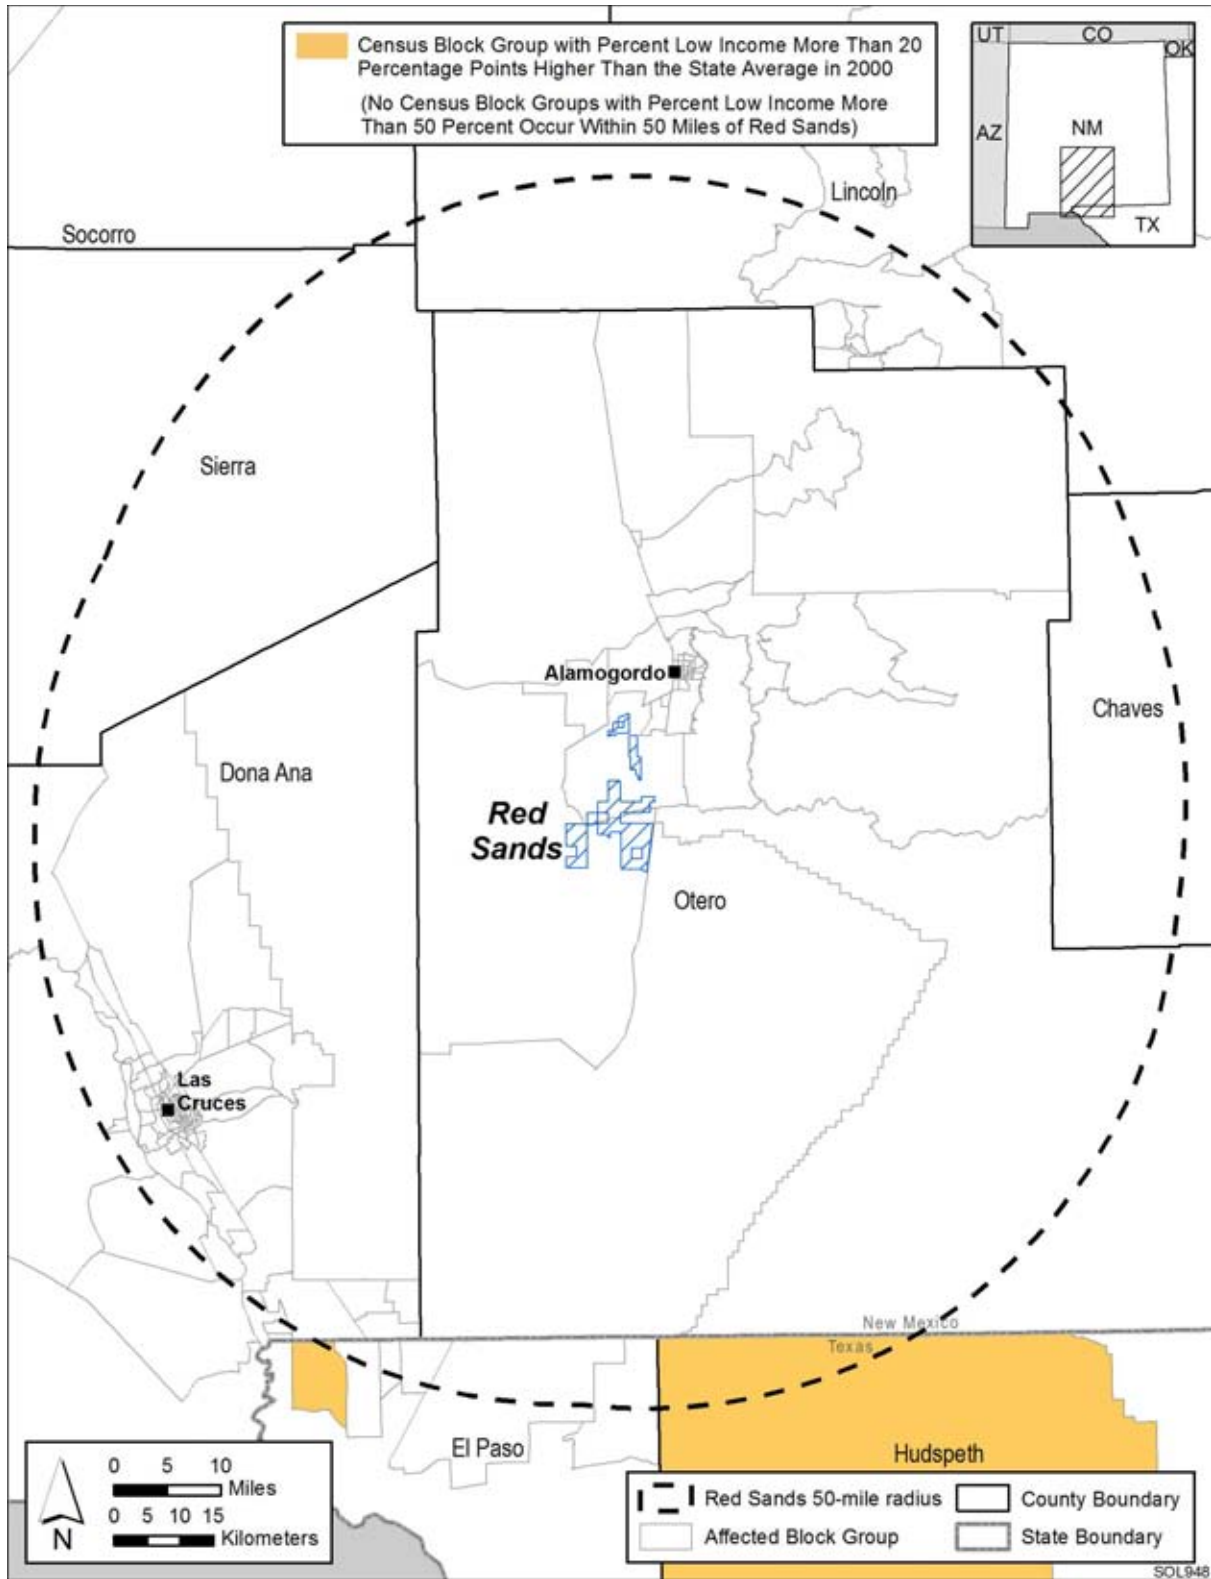 Census Block Group with Percent Low Income More Than 20
Percentage Points Higher Than the State Average in 2000
(No Census Block Groups with Percent Low Income More
Than 50 Percent Occur Within 50 Miles of Red Sands)
UT
CO
OK
AZ
NM
TX
Lincoln
Socorro
Sierra
Alamogordo
Chaves
Dona Ana
Red
Sands
Otero
Las
Cruces
New Mexico
Texas
El Paso
Hudspeth
0 5 10
Miles
0 5 10 15
Kilometers
N
Red Sands 50-mile radius
County Boundary
Affected Block Group
State Boundary
SOL948